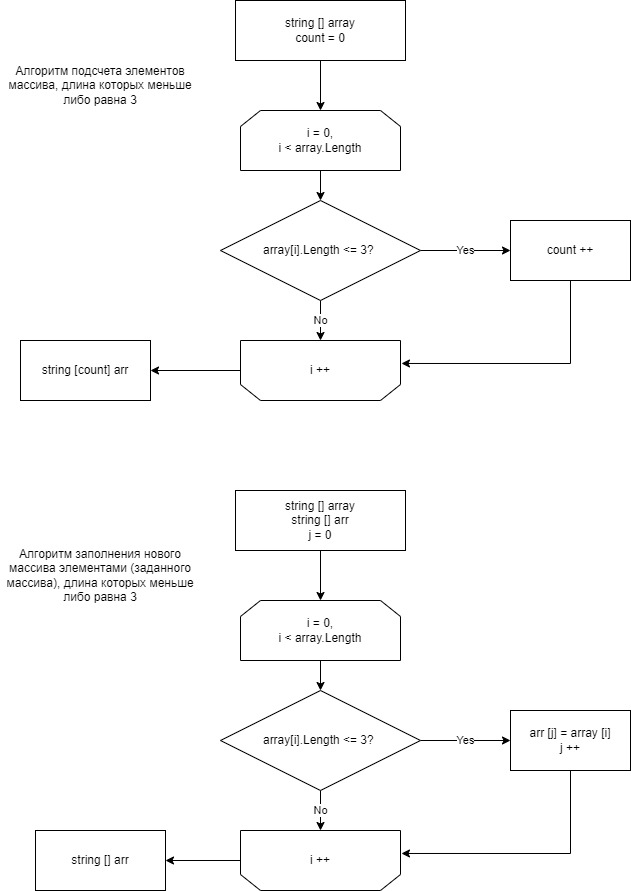 string [] array
count = 0
Алгоритм подсчета элементов
массива, длина которых меньше
либо равна 3
i = 0,
i < array.Length
array[i].Length <= 3?
Yes
count ++
No
string [count] arr
i ++
string [] array
string [] arr
j = 0
Алгоритм заполнения нового
массива элементами (заданного
массива), длина которых меньше
либо равна 3
i = 0,
i < array.Length
array[i].Length <= 3?
Yes
arr [j] = array [i]
j ++
No
string [] arr
i ++